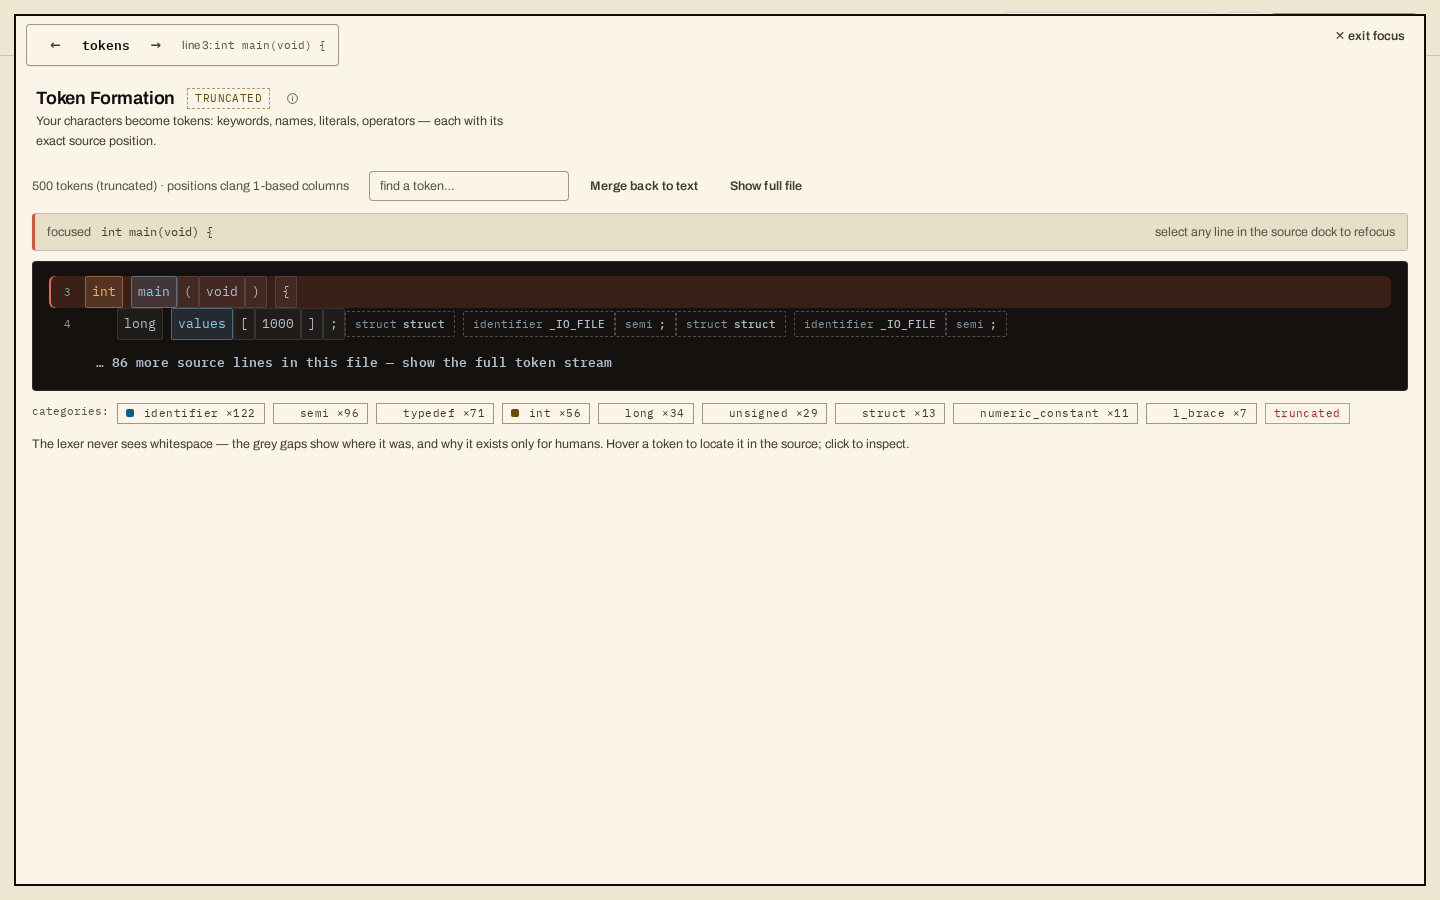 ← tokens → line 3: int main(void) {
✕ exit focus
Token Formation TRUNCATED ⓘ
Your characters become tokens: keywords, names, literals, operators — each with its
exact source position.
500 tokens (truncated) · positions clang 1-based columns find a token... Merge back to text Show full file
focused int main(void) { select any line in the source dock to refocus
3 int main ( void ) {
4 long values [ 1000 ] ; struct struct identifier _IO_FILE semi ; struct struct identifier _IO_FILE semi ;
… 86 more source lines in this file — show the full token stream
categories: identifier ×122 semi ×96 typedef ×71 int ×56 long ×34 unsigned ×29 struct ×13 numeric_constant ×11 l_brace ×7 truncated
The lexer never sees whitespace — the grey gaps show where it was, and why it exists only for humans. Hover a token to locate it in the source; click to inspect.